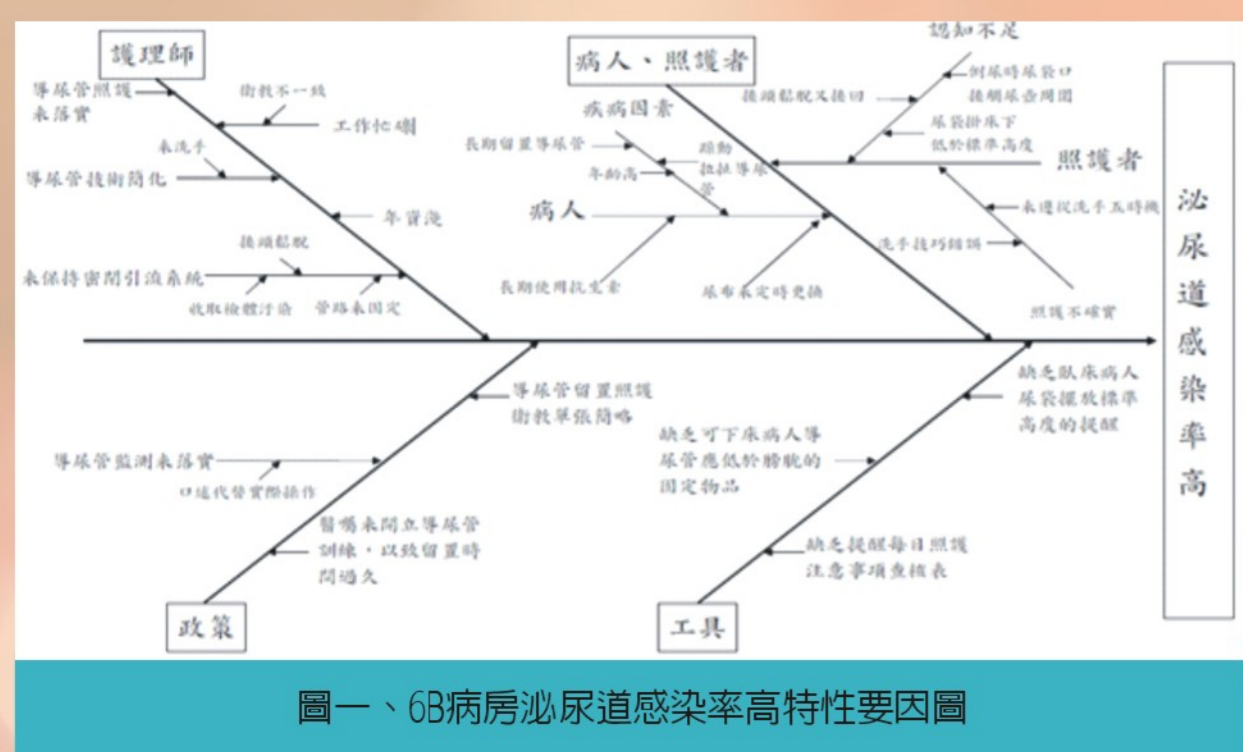 護理師
導尿管照護
未落實
衛教不一致
工作忙碌
未洗手
導尿管技術簡化
年資淺
接頭鬆脫
未保持密閉引流系統
收取檢體汙染
管路未固定
病人、照護者
疾病因素
長期留置導尿管
年齡高
躁動
拉扯導尿
管
病人
長期使用抗生素
尿布未定時更換
認知不足
接頭鬆脫又接回
倒尿時尿袋口
接觸尿壺周圍
尿袋掛床下
低於標準高度
照護者
未遵從洗手五時機
洗手技巧錯誤
照護不確實
泌尿道感染率高
導尿管留置照護
衛教單張簡略
導尿管監測未落實
口述代替實際操作
醫囑未開立導尿管
訓練，以致留置時
間過久
政策
缺乏臥床病人
尿袋擺放標準
高度的提醒
缺乏可下床病人導
尿管應低於膀胱的
固定物品
缺乏提醒每日照護
注意事項查核表
工具
圖一、6B病房泌尿道感染率高特性要因圖